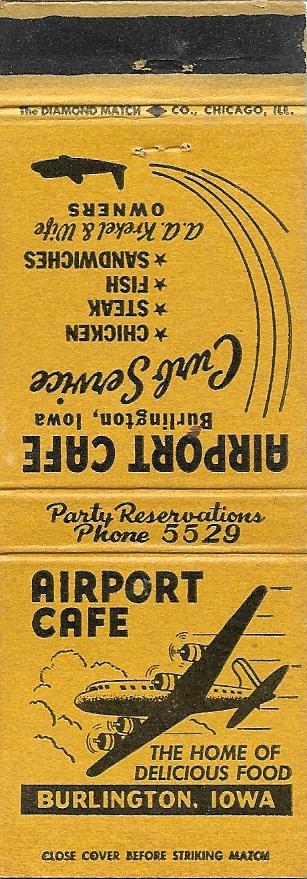 The DIAMOND MATCH CO., CHICAGO, ILL.
AIRPORT CAFE
Burlington, Iowa
Curb Service
★ CHICKEN
★ STEAK
★ FISH
★ SANDWICHES
A.A. Krekel & Wife
OWNERS
Party Reservations
Phone 5529
AIRPORT
CAFE
THE HOME OF
DELICIOUS FOOD
BURLINGTON, IOWA
CLOSE COVER BEFORE STRIKING MATCH